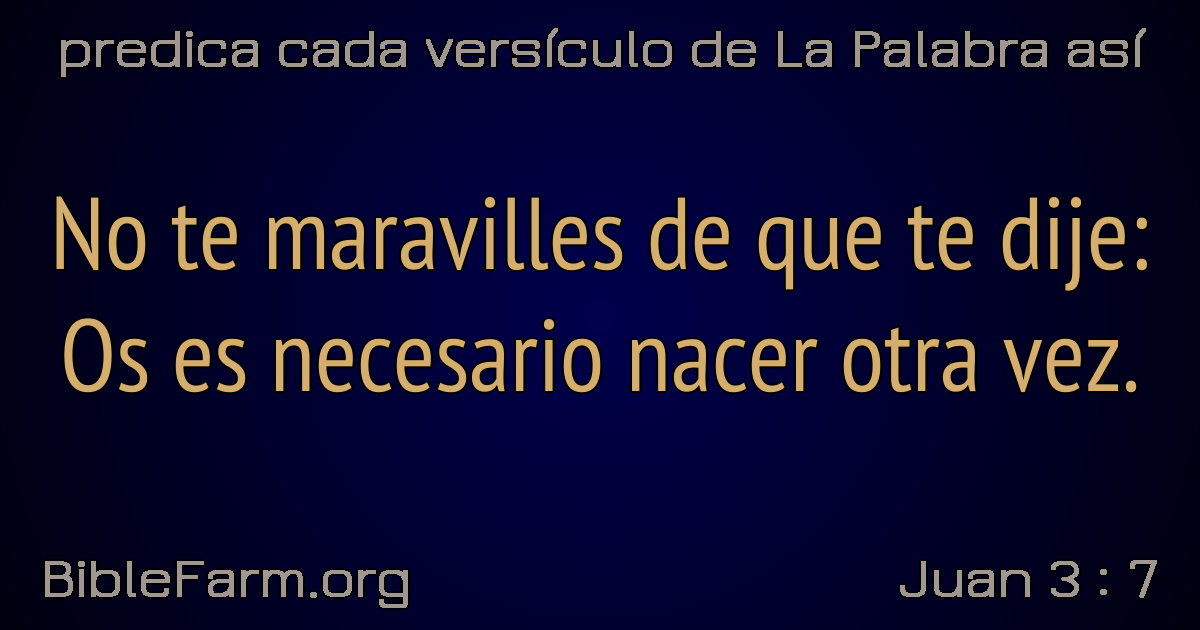 predica cada versículo de La Palabra así
No te maravilles de que te dije:
Os es necesario nacer otra vez.
BibleFarm.org
Juan 3 : 7